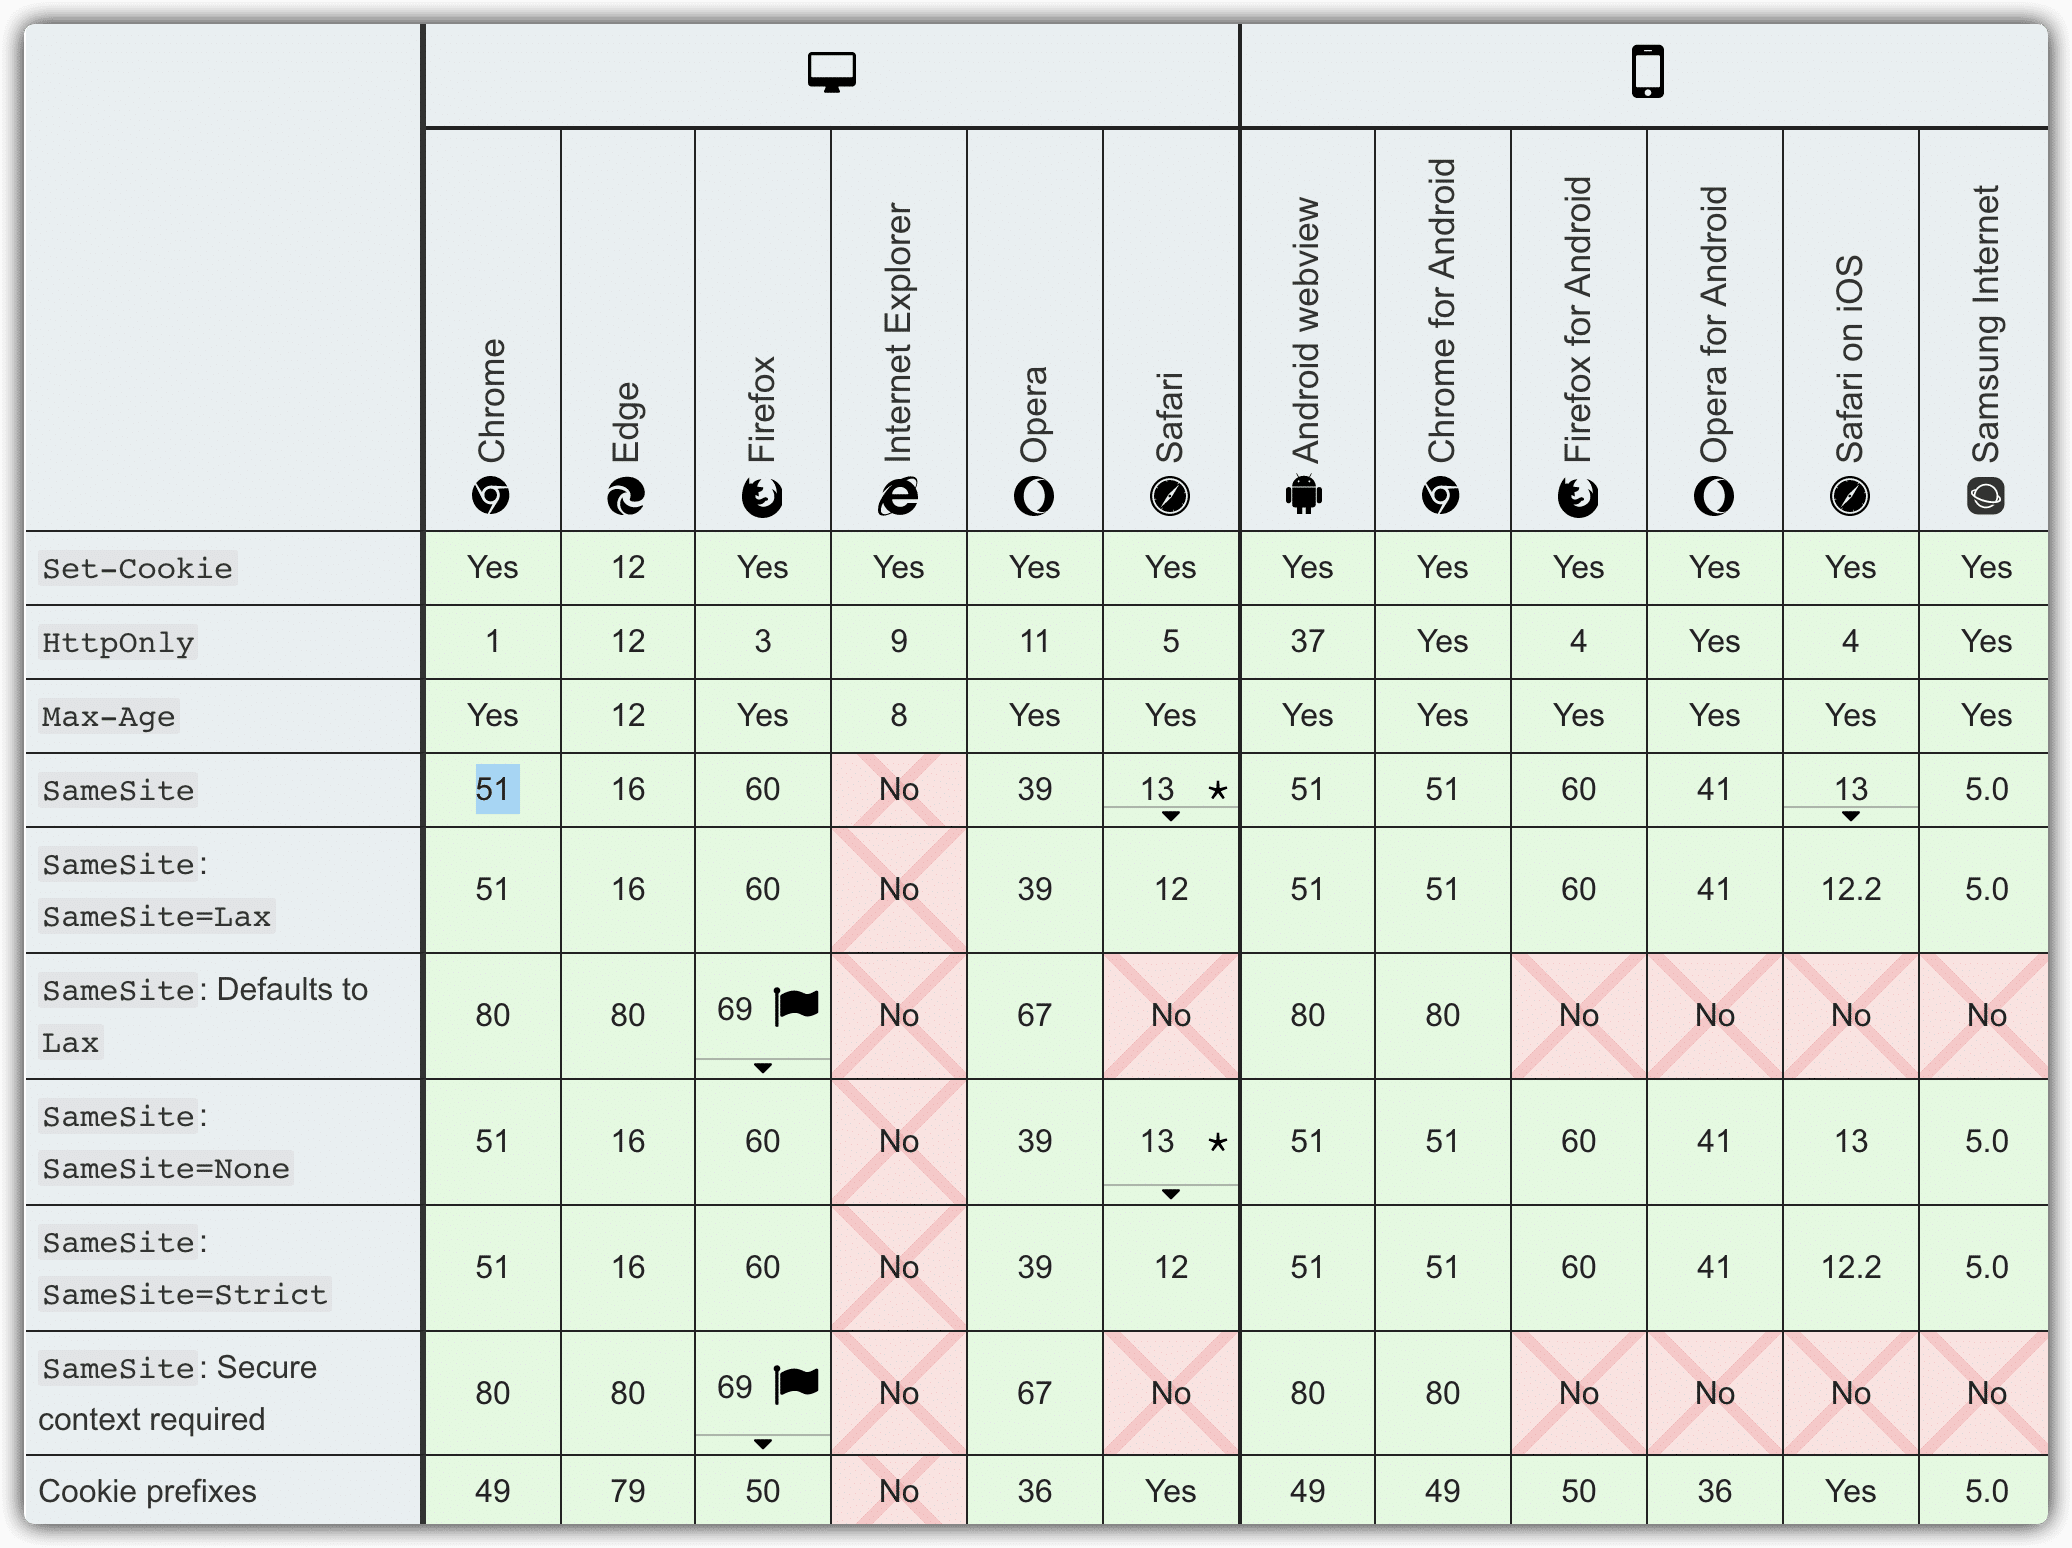 Chrome Edge Firefox Internet Explorer Opera Safari Android webview Chrome for Android Firefox for Android Opera for Android Safari on iOS Samsung Internet
Set-Cookie Yes 12 Yes Yes Yes Yes Yes Yes Yes Yes Yes Yes
HttpOnly 1 12 3 9 11 5 37 Yes 4 Yes 4 Yes
Max-Age Yes 12 Yes 8 Yes Yes Yes Yes Yes Yes Yes Yes
SameSite 51 16 60 No 39 13 * 51 51 60 41 13 5.0
SameSite:
SameSite=Lax 51 16 60 No 39 12 51 51 60 41 12.2 5.0
SameSite: Defaults to
Lax 80 80 69 No 67 No 80 80 No No No No
SameSite:
SameSite=None 51 16 60 No 39 13 * 51 51 60 41 13 5.0
SameSite:
SameSite=Strict 51 16 60 No 39 12 51 51 60 41 12.2 5.0
SameSite: Secure
context required 80 80 69 No 67 No 80 80 No No No No
Cookie prefixes 49 79 50 No 36 Yes 49 49 50 36 Yes 5.0